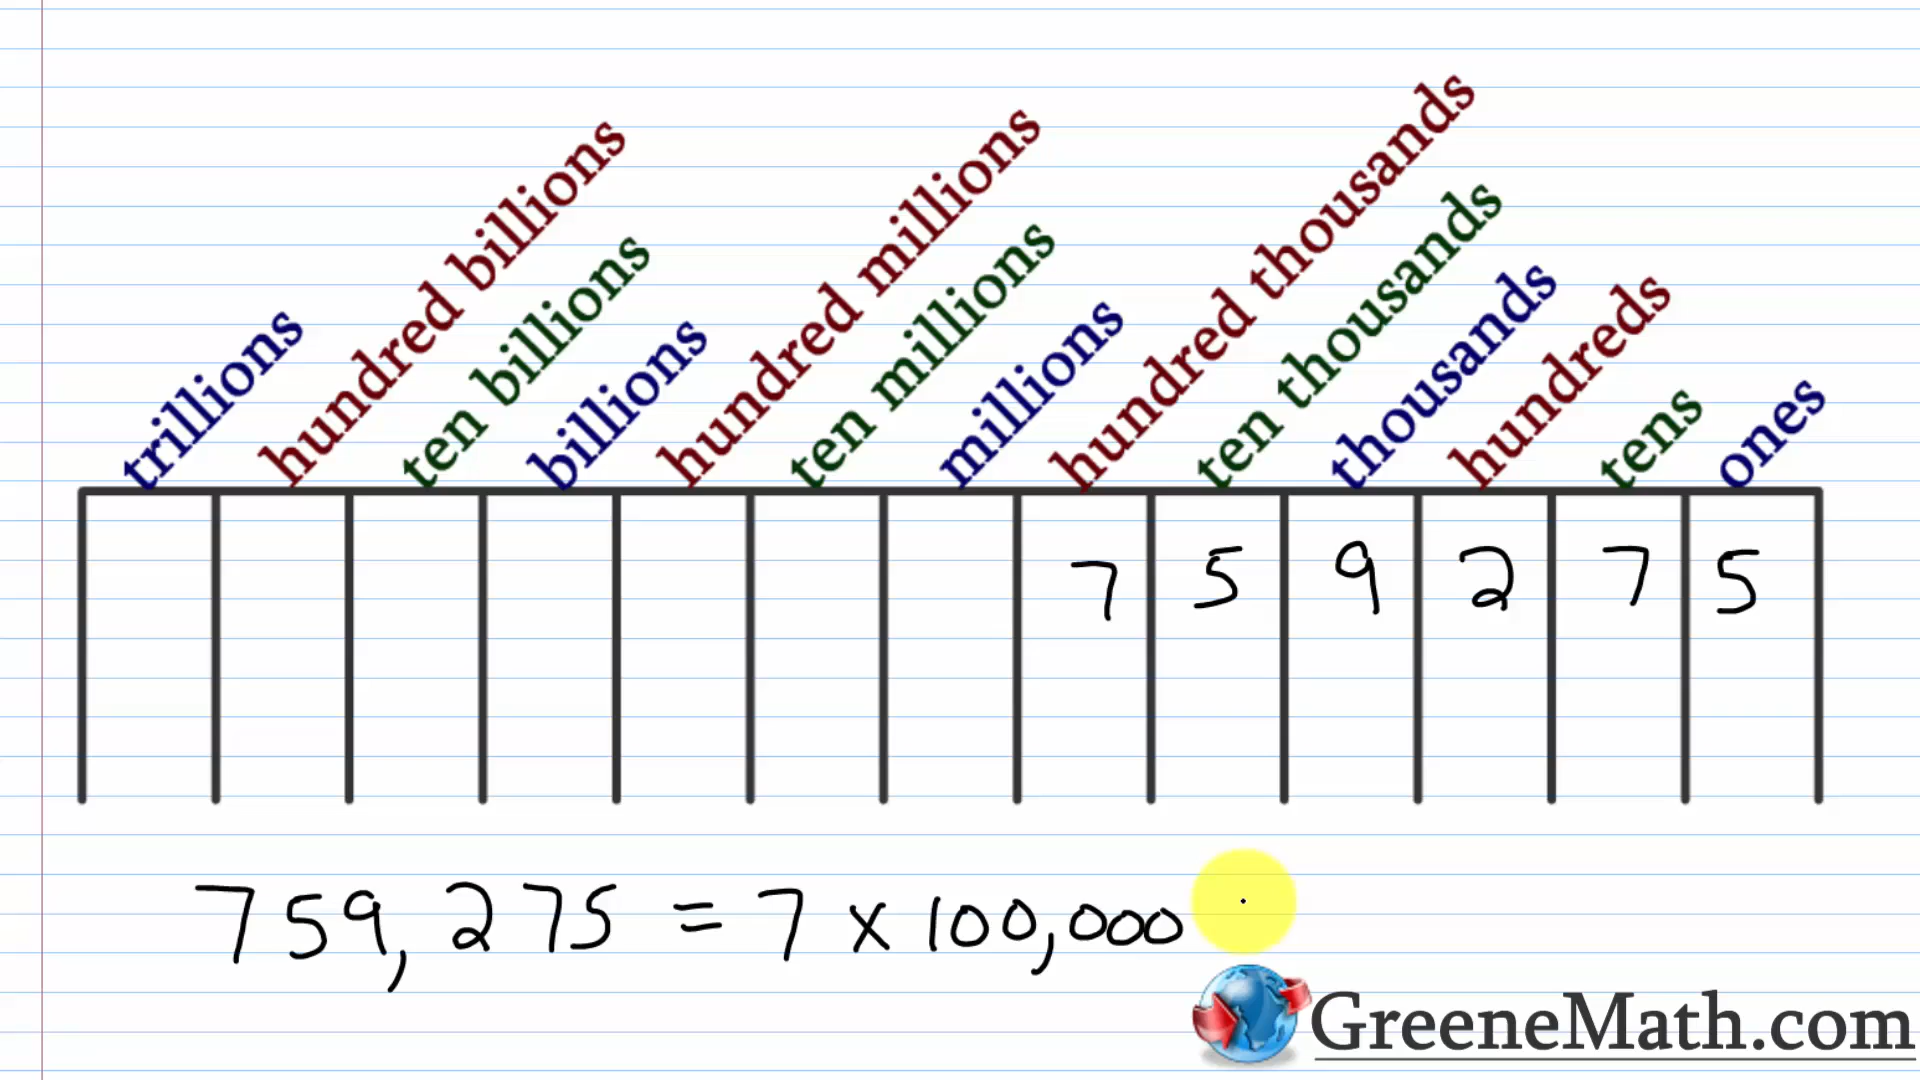 trillions
hundred billions
ten billions
billions
hundred millions
ten millions
millions
hundred thousands
ten thousands
thousands
hundreds
tens
ones
7 5 9 2 7 5
759,275 = 7 x 100,000
GreeneMath.com